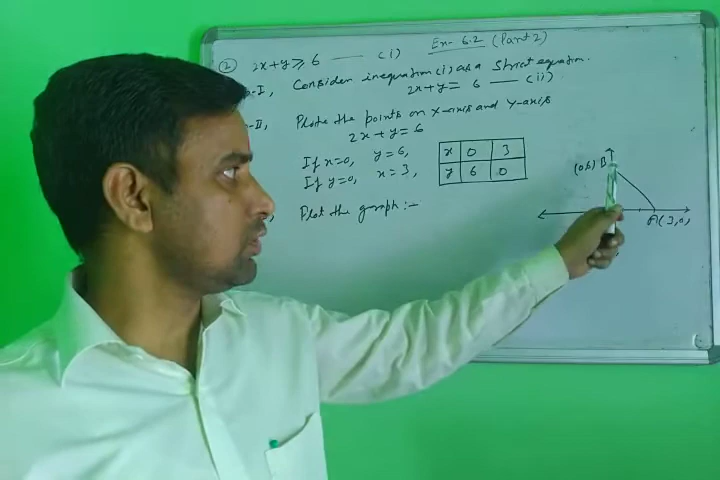 Ex- 6.2 (Part 2)
② 2x+y ≥ 6 —— (i)
p-I, Consider inequation (i) as a Strict equation.
2x+y = 6 —— (ii)
p-II, Plote the points on X-axis and Y-axis
2x+y = 6
If x=0, y=6,
If y=0, x=3,
x 0 3
y 6 0
, Plot the graph:-
(0,6) B
A(3,0)